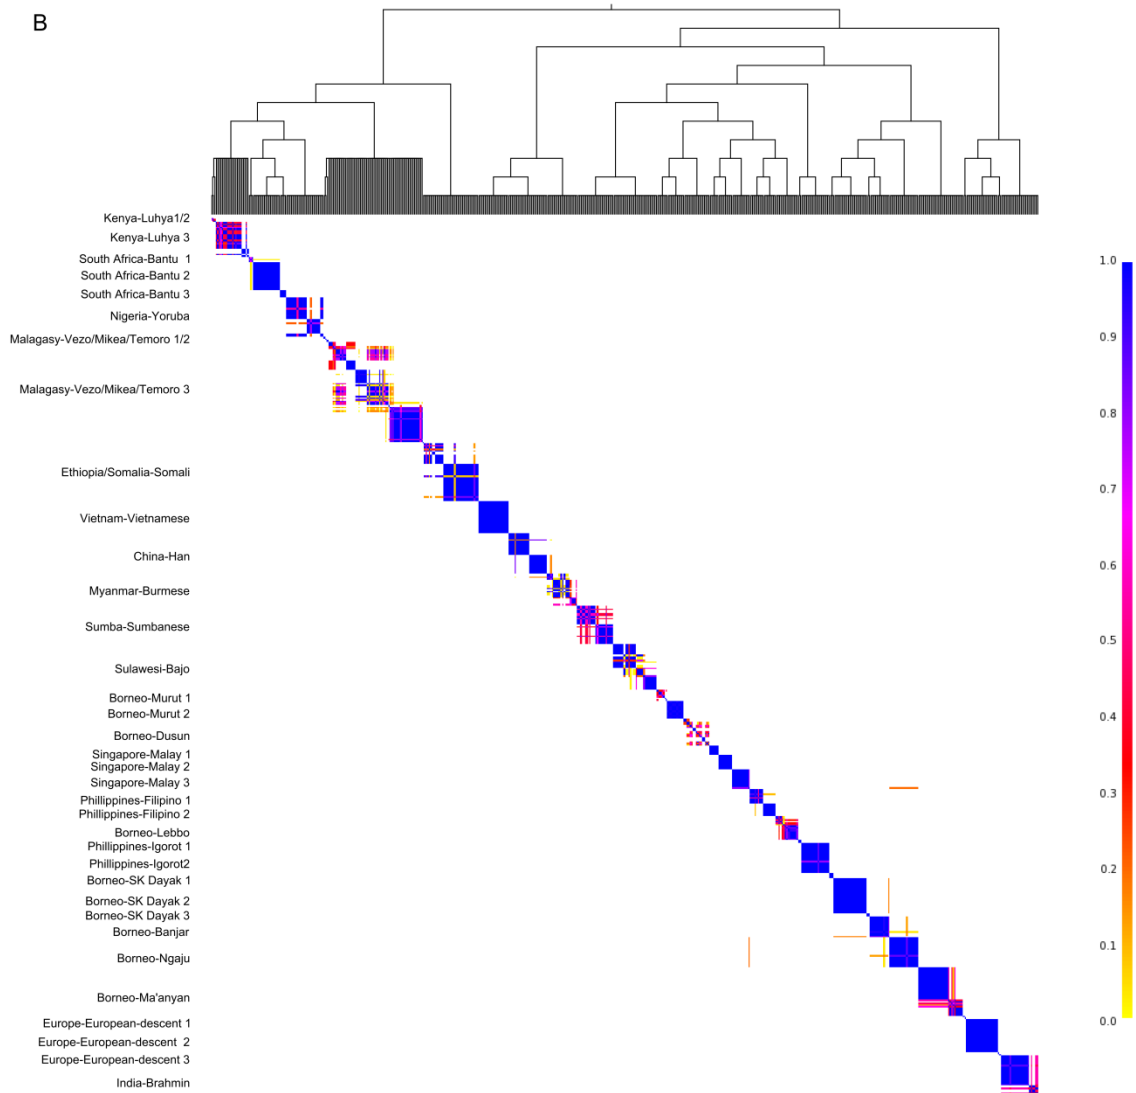 B
Kenya-Luhya1/2
Kenya-Luhya 3
South Africa-Bantu 1
South Africa-Bantu 2
South Africa-Bantu 3
Nigeria-Yoruba
Malagasy-Vezo/Mikea/Temoro 1/2
Malagasy-Vezo/Mikea/Temoro 3
Ethiopia/Somalia-Somali
Vietnam-Vietnamese
China-Han
Myanmar-Burmese
Sumba-Sumbanese
Sulawesi-Bajo
Borneo-Murut 1
Borneo-Murut 2
Borneo-Dusun
Singapore-Malay 1
Singapore-Malay 2
Singapore-Malay 3
Phillippines-Filipino 1
Phillippines-Filipino 2
Borneo-Lebbo
Phillippines-Igorot 1
Phillippines-Igorot2
Borneo-SK Dayak 1
Borneo-SK Dayak 2
Borneo-SK Dayak 3
Borneo-Banjar
Borneo-Ngaju
Borneo-Ma'anyan
Europe-European-descent 1
Europe-European-descent 2
Europe-European-descent 3
India-Brahmin
1.0
0.9
0.8
0.7
0.6
0.5
0.4
0.3
0.2
0.1
0.0